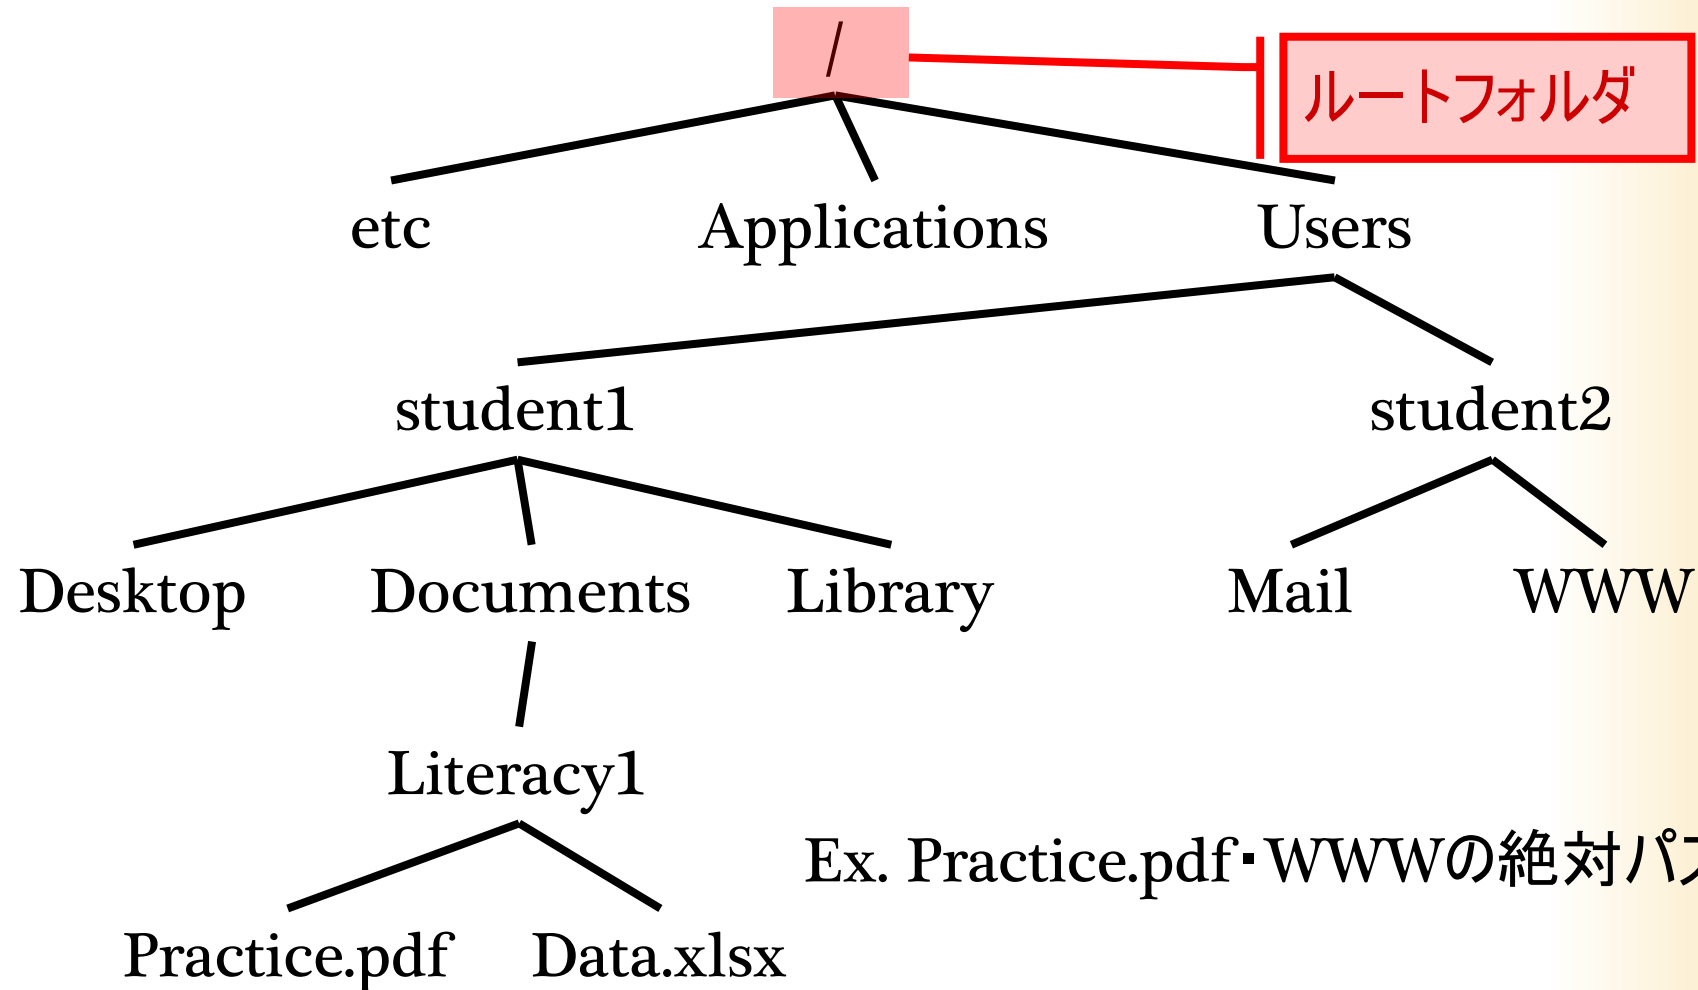 /
ルートフォルダ
etc Applications Users
student1 student2
Desktop Documents Library Mail WWW
Literacy1
Ex. Practice.pdf・WWWの絶対パス
Practice.pdf Data.xlsx